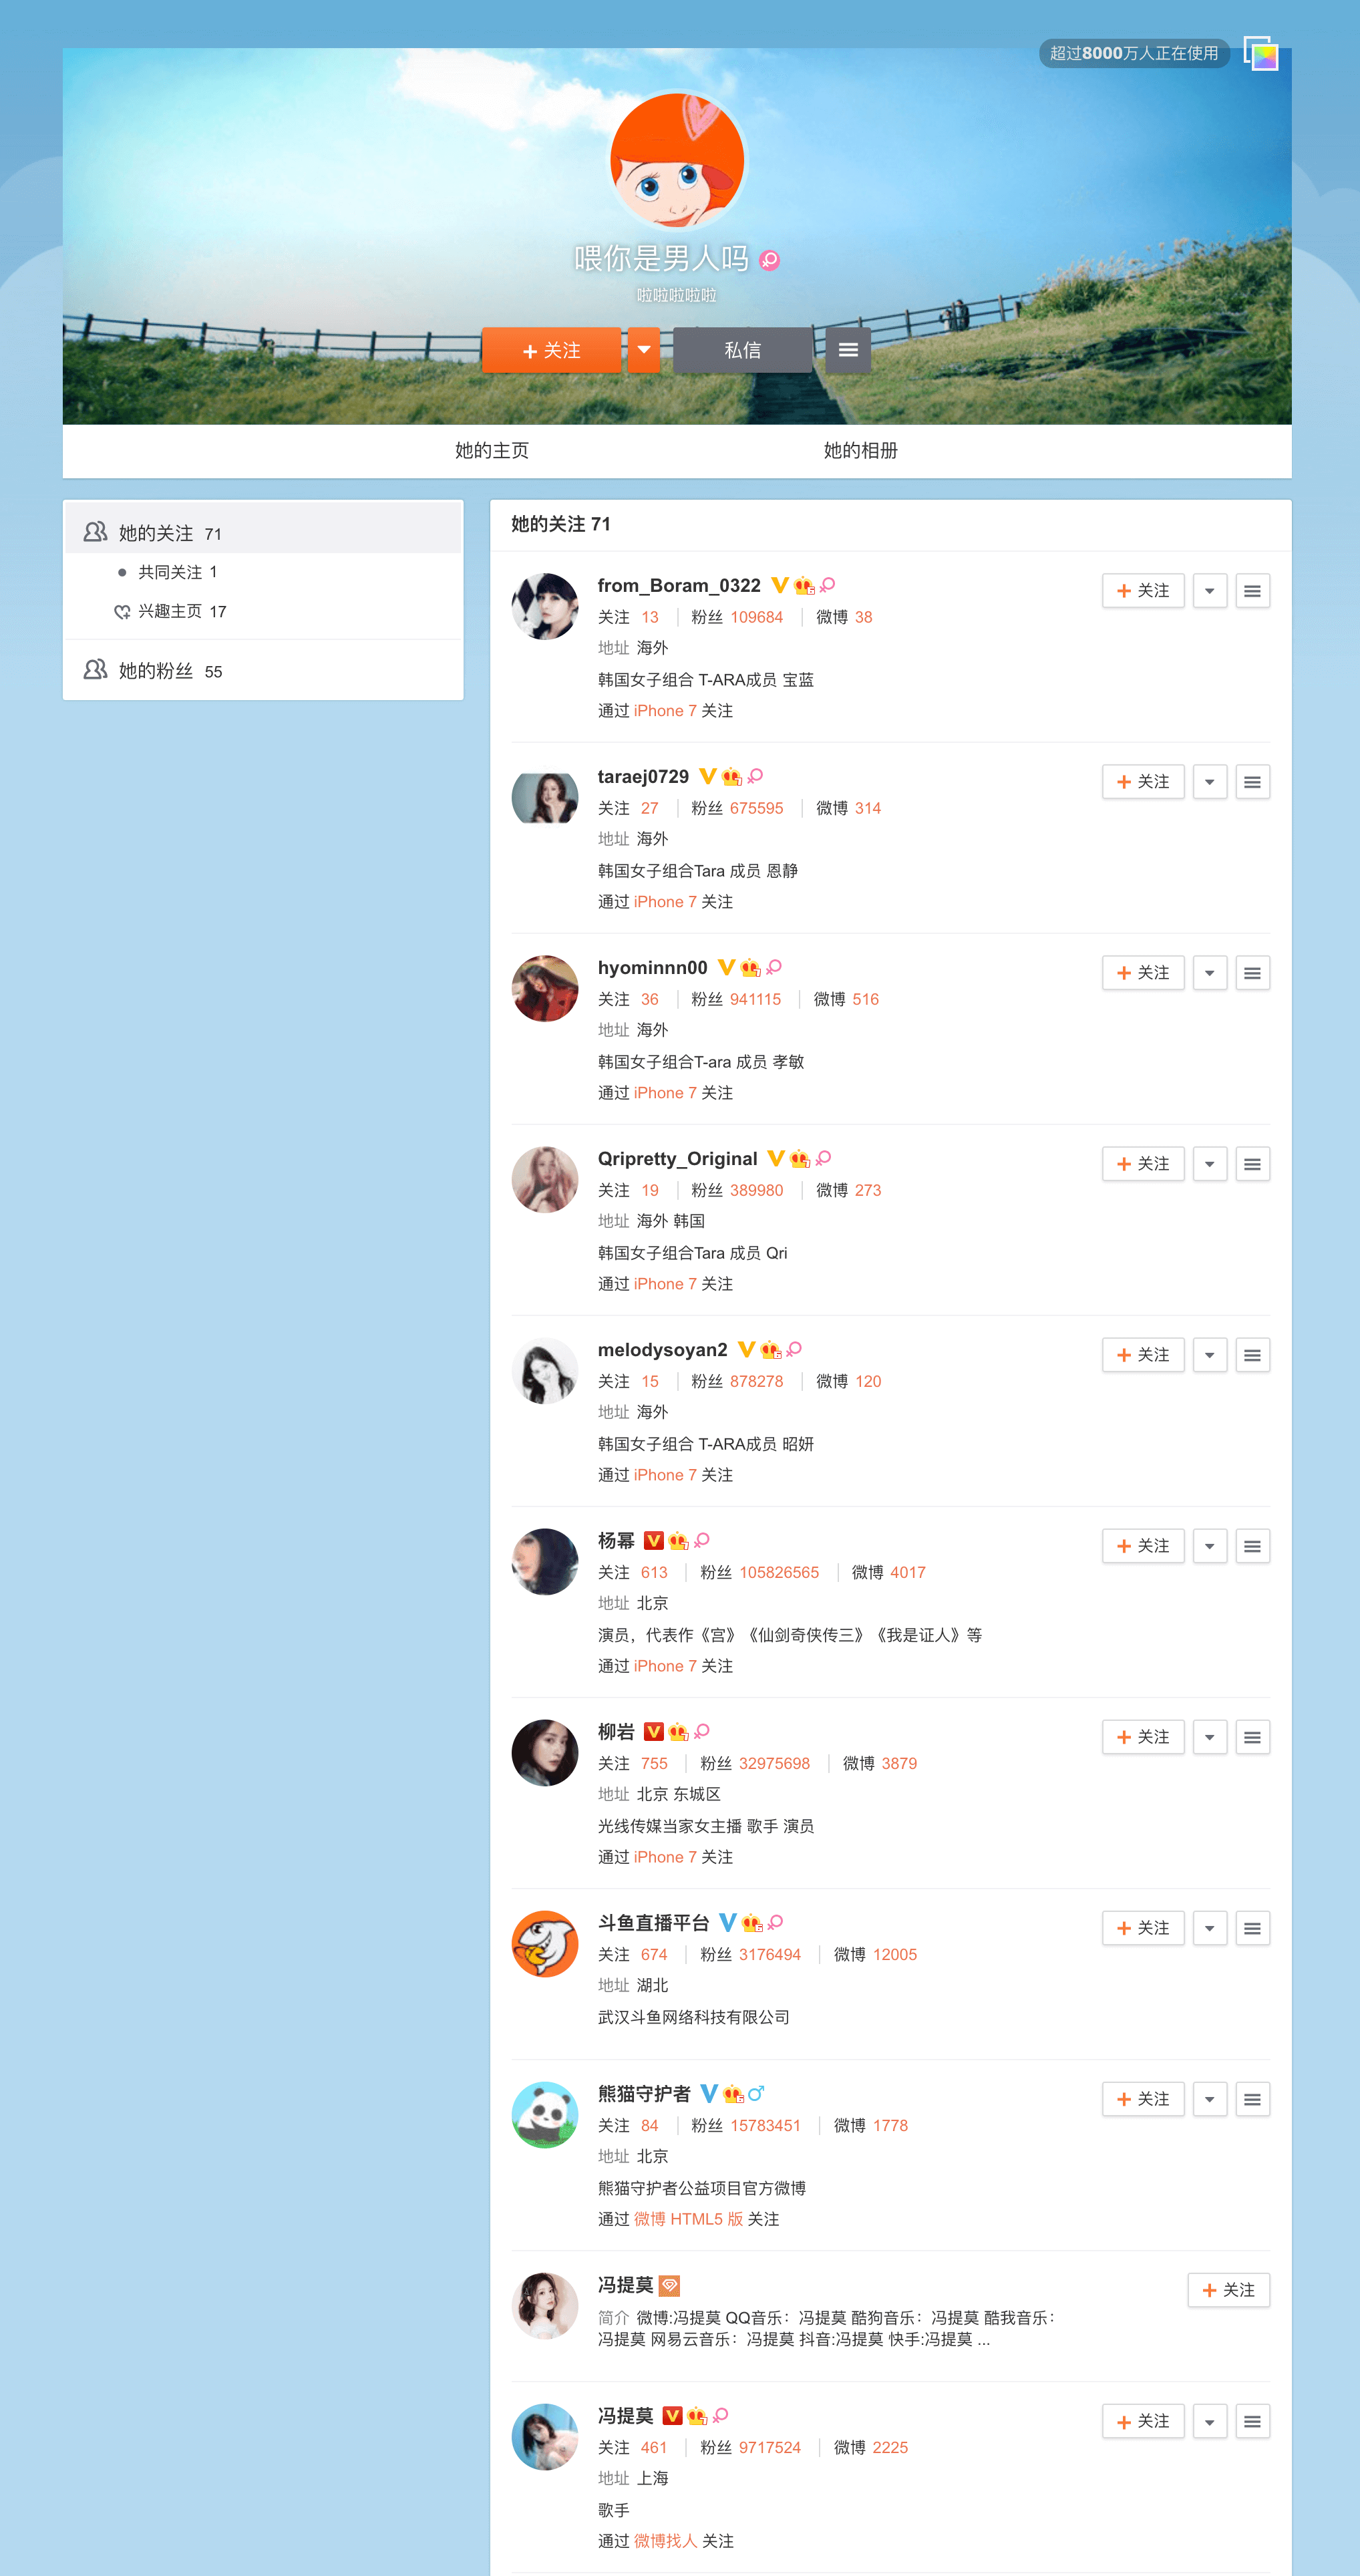 超过8000万人正在使用
喂你是男人吗
啦啦啦啦啦
+ 关注
私信
她的主页 她的相册
她的关注 71
共同关注 1
兴趣主页 17
她的粉丝 55
她的关注 71
from_Boram_0322
+ 关注
关注 13 粉丝 109684 微博 38
地址 海外
韩国女子组合 T-ARA成员 宝蓝
通过 iPhone 7 关注
taraej0729
+ 关注
关注 27 粉丝 675595 微博 314
地址 海外
韩国女子组合Tara 成员 恩静
通过 iPhone 7 关注
hyominnn00
+ 关注
关注 36 粉丝 941115 微博 516
地址 海外
韩国女子组合T-ara 成员 孝敏
通过 iPhone 7 关注
Qripretty_Original
+ 关注
关注 19 粉丝 389980 微博 273
地址 海外 韩国
韩国女子组合Tara 成员 Qri
通过 iPhone 7 关注
melodysoyan2
+ 关注
关注 15 粉丝 878278 微博 120
地址 海外
韩国女子组合 T-ARA成员 昭妍
通过 iPhone 7 关注
杨幂
+ 关注
关注 613 粉丝 105826565 微博 4017
地址 北京
演员，代表作《宫》《仙剑奇侠传三》《我是证人》等
通过 iPhone 7 关注
柳岩
+ 关注
关注 755 粉丝 32975698 微博 3879
地址 北京 东城区
光线传媒当家女主播 歌手 演员
通过 iPhone 7 关注
斗鱼直播平台
+ 关注
关注 674 粉丝 3176494 微博 12005
地址 湖北
武汉斗鱼网络科技有限公司
熊猫守护者
+ 关注
关注 84 粉丝 15783451 微博 1778
地址 北京
熊猫守护者公益项目官方微博
通过 微博 HTML5 版 关注
冯提莫
+ 关注
简介 微博:冯提莫 QQ音乐：冯提莫 酷狗音乐：冯提莫 酷我音乐：
冯提莫 网易云音乐：冯提莫 抖音:冯提莫 快手:冯提莫 ...
冯提莫
+ 关注
关注 461 粉丝 9717524 微博 2225
地址 上海
歌手
通过 微博找人 关注